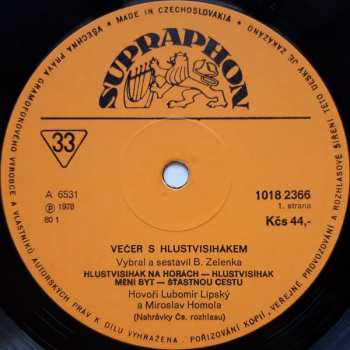 MADE IN CZECHOSLOVAKIA • VŠECHNA PRÁVA GRAMOFONOVÉHO VÝROBCE A VLASTNÍKŮ AUTORSKÝCH PRÁV K DÍLU VYHRAŽENA. POŘIZOVÁNÍ KOPIÍ, VEŘEJNÉ PROVOZOVÁNÍ A ROZHLASOVÉ ŠÍŘENÍ TÉTO DESKY JE ZAKÁZÁNO •
SUPRAPHON
33
A 6531
℗ 1978
80 1
1018 2366
1. strana
Kčs 44,-
VEČER S HLUSTVISIHÁKEM
Vybral a sestavil B. Zelenka
HLUSTVISIHÁK NA HORÁCH — HLUSTVISIHÁK
MĚNÍ BYT — ŠŤASTNOU CESTU
Hovoří Lubomír Lipský
a Miroslav Homola
(Nahrávky Čs. rozhlasu)